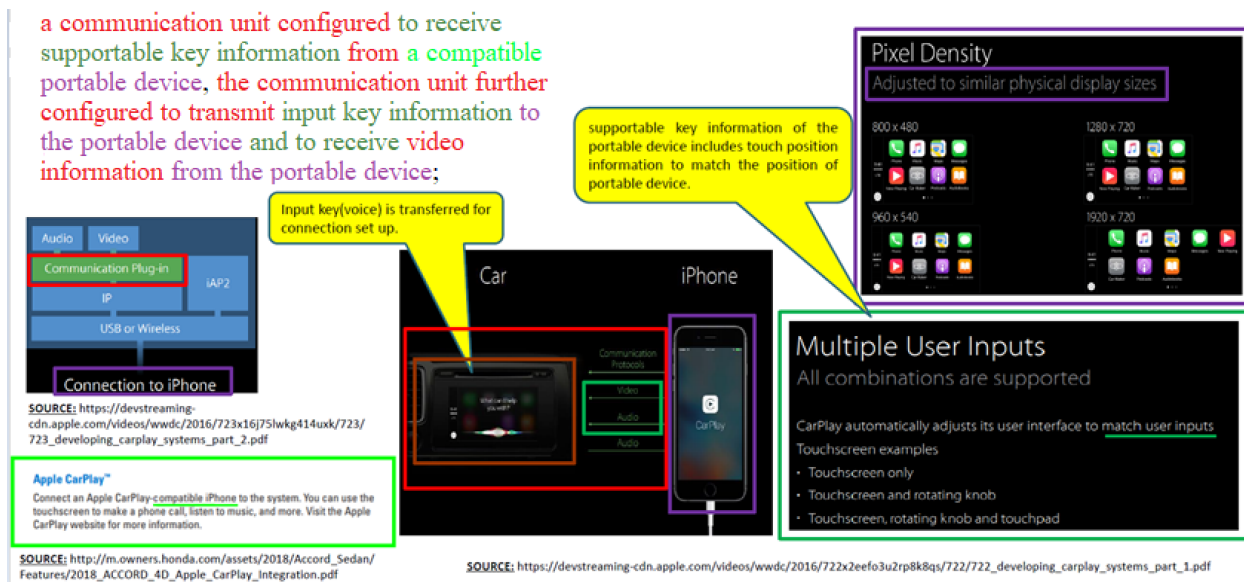 a communication unit configured to receive
supportable key information from a compatible
portable device, the communication unit further
configured to transmit input key information to
the portable device and to receive video
information from the portable device;
Input key(voice) is transferred for
connection set up.
supportable key information of the
portable device includes touch position
information to match the position of
portable device.
Pixel Density
Adjusted to similar physical display sizes
800 x 480
1280 x 720
960 x 540
1920 x 720
Audio
Video
Communication Plug-in
iAP2
IP
USB or Wireless
Connection to iPhone
SOURCE: https://devstreaming-
cdn.apple.com/videos/wwdc/2016/723x16j75lwkg414uxk/723/
723_developing_carplay_systems_part_2.pdf
Car
iPhone
What can I help
you with?
Communication
Protocols
Video
Audio
Audio
CarPlay
Multiple User Inputs
All combinations are supported
CarPlay automatically adjusts its user interface to match user inputs
Touchscreen examples
• Touchscreen only
• Touchscreen and rotating knob
• Touchscreen, rotating knob and touchpad
Apple CarPlay™
Connect an Apple CarPlay-compatible iPhone to the system. You can use the
touchscreen to make a phone call, listen to music, and more. Visit the Apple
CarPlay website for more information.
SOURCE: http://m.owners.honda.com/assets/2018/Accord_Sedan/
Features/2018_ACCORD_4D_Apple_CarPlay_Integration.pdf
SOURCE: https://devstreaming-cdn.apple.com/videos/wwdc/2016/722x2eefo3u2rp8k8qs/722/722_developing_carplay_systems_part_1.pdf